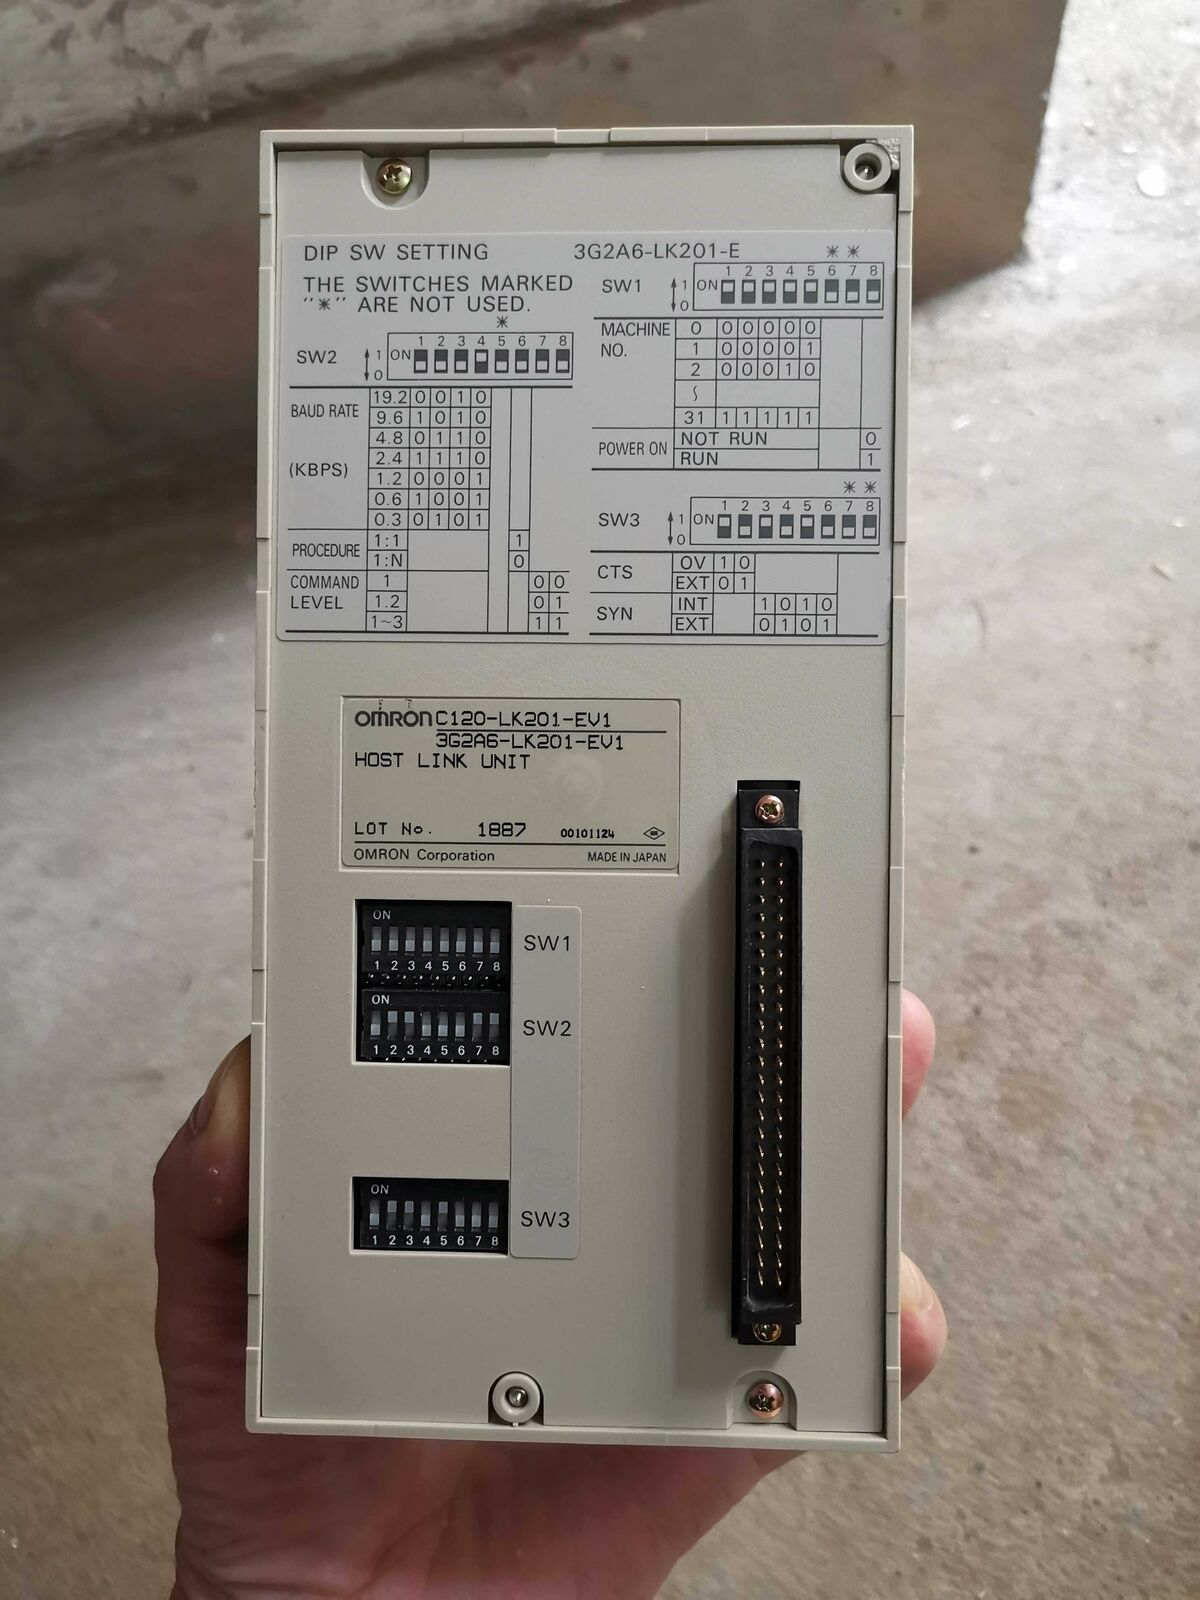 DIP SW SETTING 3G2A6-LK201-E
THE SWITCHES MARKED
"*" ARE NOT USED.
* *
SW1 1 0 ON 1 2 3 4 5 6 7 8
MACHINE NO.
0 0 0 0 0 0
1 0 0 0 0 1
2 0 0 0 1 0
∫
31 1 1 1 1 1
POWER ON
NOT RUN 0
RUN 1
*
SW2 1 0 ON 1 2 3 4 5 6 7 8
BAUD RATE
(KBPS)
19.2 0 0 1 0
9.6 1 0 1 0
4.8 0 1 1 0
2.4 1 1 1 0
1.2 0 0 0 1
0.6 1 0 0 1
0.3 0 1 0 1
PROCEDURE
1:1 1
1:N 0
COMMAND
LEVEL
1 0 0
1.2 0 1
1~3 1 1
* *
SW3 1 0 ON 1 2 3 4 5 6 7 8
CTS
0V 1 0
EXT 0 1
SYN
INT 1 0 1 0
EXT 0 1 0 1
OMRON C120-LK201-EV1
3G2A6-LK201-EV1
HOST LINK UNIT
LOT No. 1887 00101124
OMRON Corporation MADE IN JAPAN
ON
1 2 3 4 5 6 7 8
SW1
ON
1 2 3 4 5 6 7 8
SW2
ON
1 2 3 4 5 6 7 8
SW3